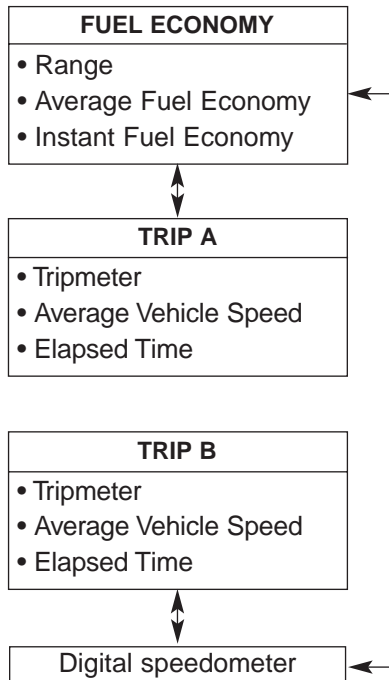 FUEL ECONOMY
• Range
• Average Fuel Economy
• Instant Fuel Economy
TRIP A
• Tripmeter
• Average Vehicle Speed
• Elapsed Time
TRIP B
• Tripmeter
• Average Vehicle Speed
• Elapsed Time
Digital speedometer